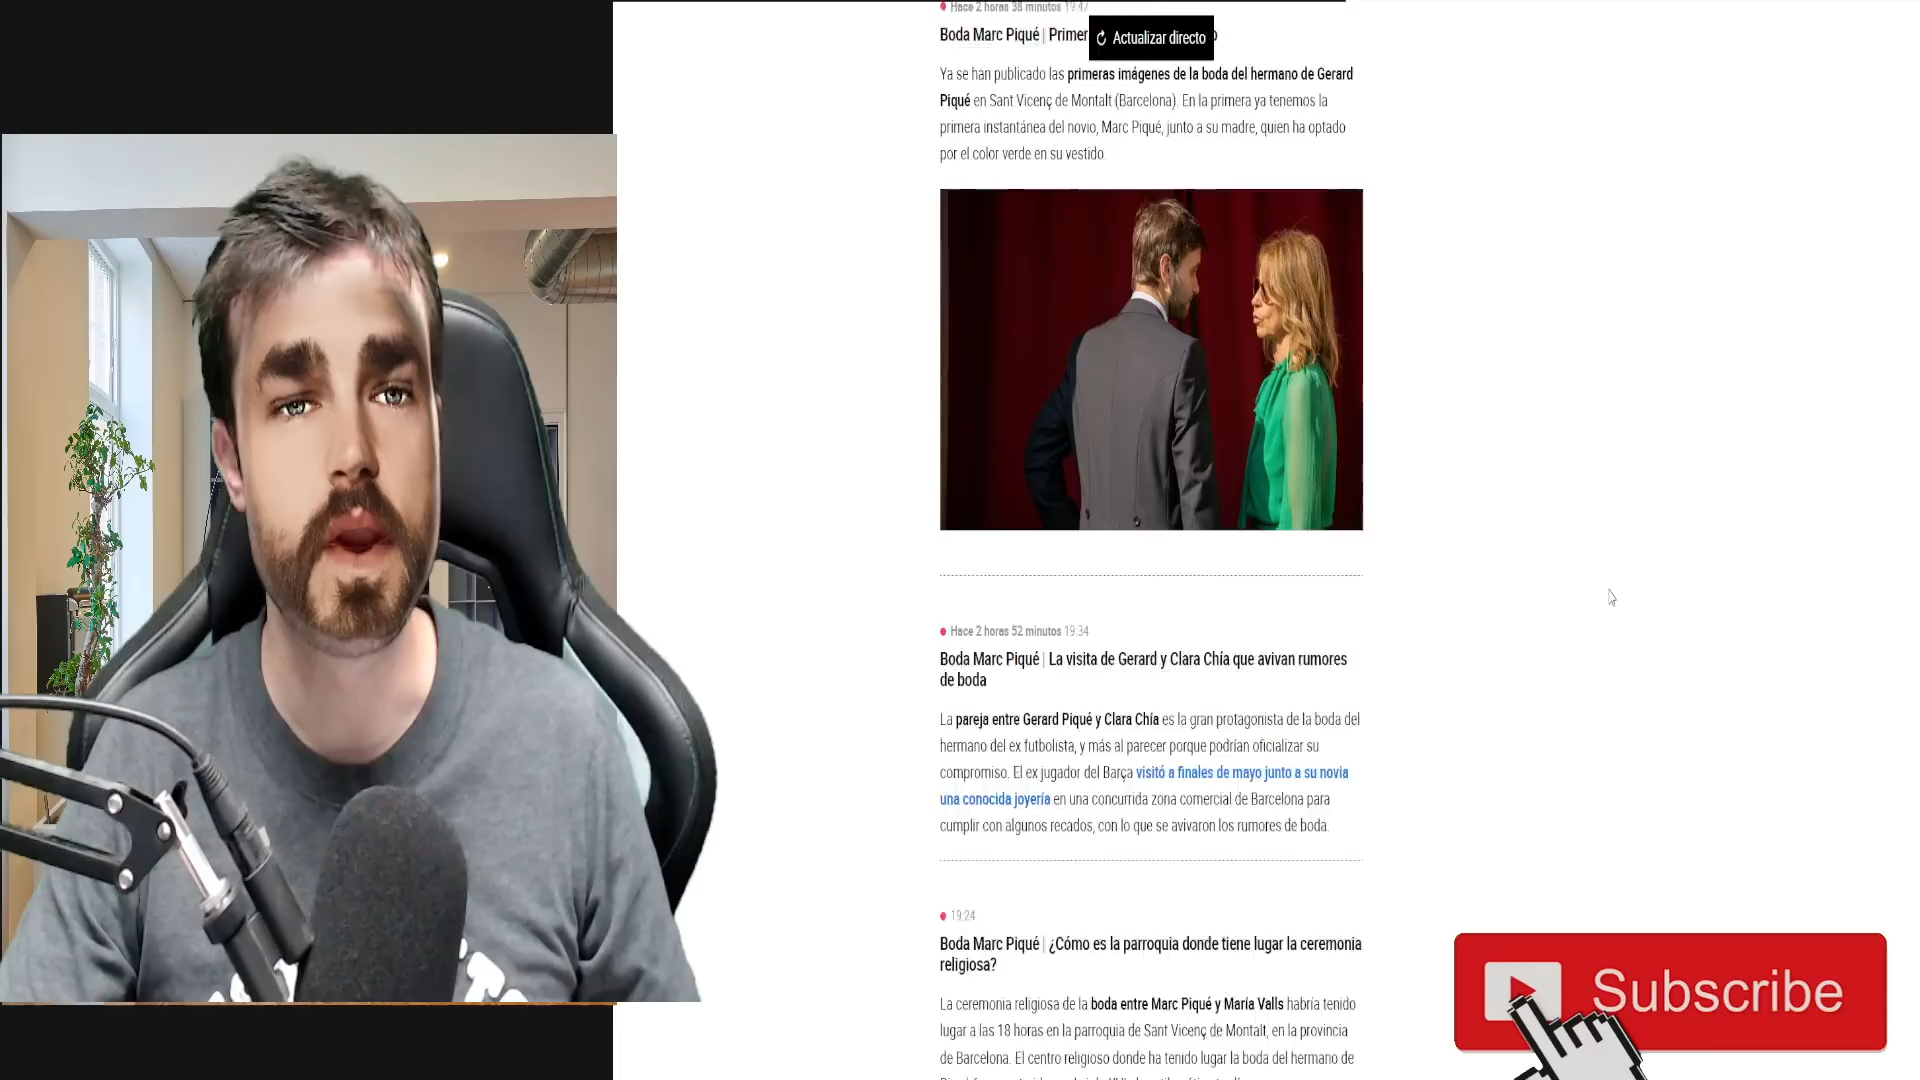 Hace 2 horas 38 minutos 19:47
Boda Marc Piqué | Primer
Actualizar directo
Ya se han publicado las primeras imágenes de la boda del hermano de Gerard
Piqué en Sant Vicenç de Montalt (Barcelona). En la primera ya tenemos la
primera instantánea del novio, Marc Piqué, junto a su madre, quien ha optado
por el color verde en su vestido.
Hace 2 horas 52 minutos 19:34
Boda Marc Piqué | La visita de Gerard y Clara Chía que avivan rumores
de boda
La pareja entre Gerard Piqué y Clara Chía es la gran protagonista de la boda del
hermano del ex futbolista, y más al parecer porque podrían oficializar su
compromiso. El ex jugador del Barça visitó a finales de mayo junto a su novia
una conocida joyería en una concurrida zona comercial de Barcelona para
cumplir con algunos recados, con lo que se avivaron los rumores de boda.
19:24
Boda Marc Piqué | ¿Cómo es la parroquia donde tiene lugar la ceremonia
religiosa?
La ceremonia religiosa de la boda entre Marc Piqué y María Valls habría tenido
lugar a las 18 horas en la parroquia de Sant Vicenç de Montalt, en la provincia
de Barcelona. El centro religioso donde ha tenido lugar la boda del hermano de
Subscribe